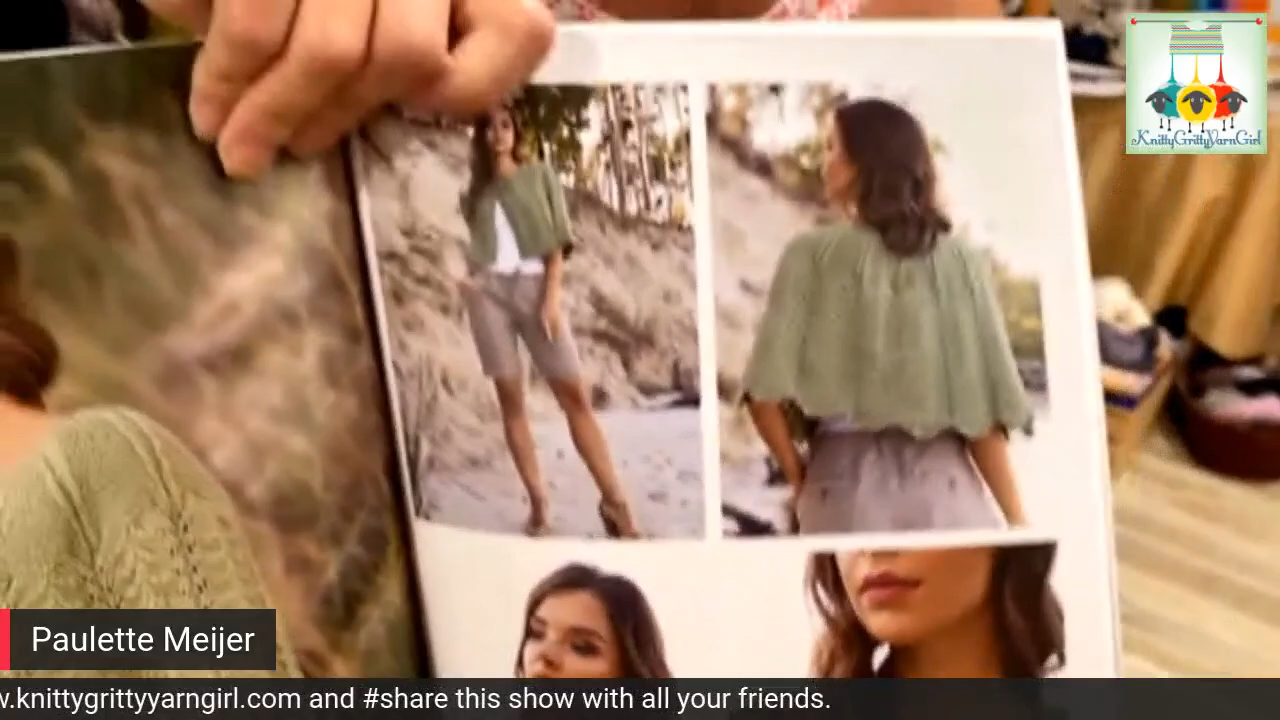 KnittyGrittyYarnGirl
Paulette Meijer
w.knittygrittyyarngirl.com and #share this show with all your friends.